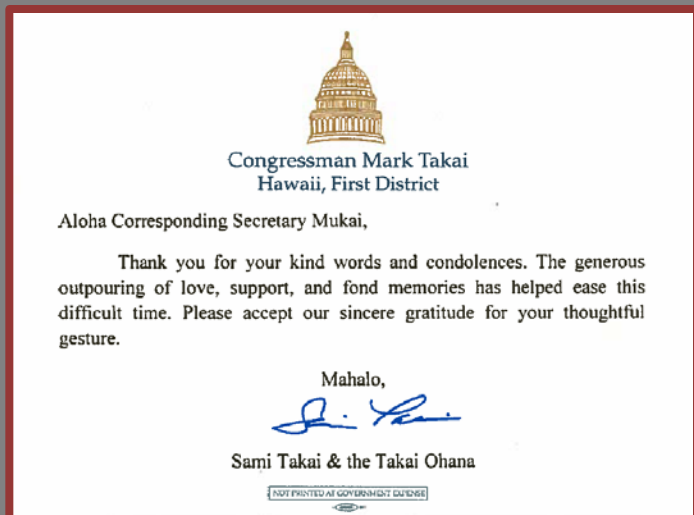 Congressman Mark Takai
Hawaii, First District
Aloha Corresponding Secretary Mukai,
Thank you for your kind words and condolences. The generous
outpouring of love, support, and fond memories has helped ease this
difficult time. Please accept our sincere gratitude for your thoughtful
gesture.
Mahalo,
Sami Takai
Sami Takai & the Takai Ohana
NOT PRINTED AT GOVERNMENT EXPENSE